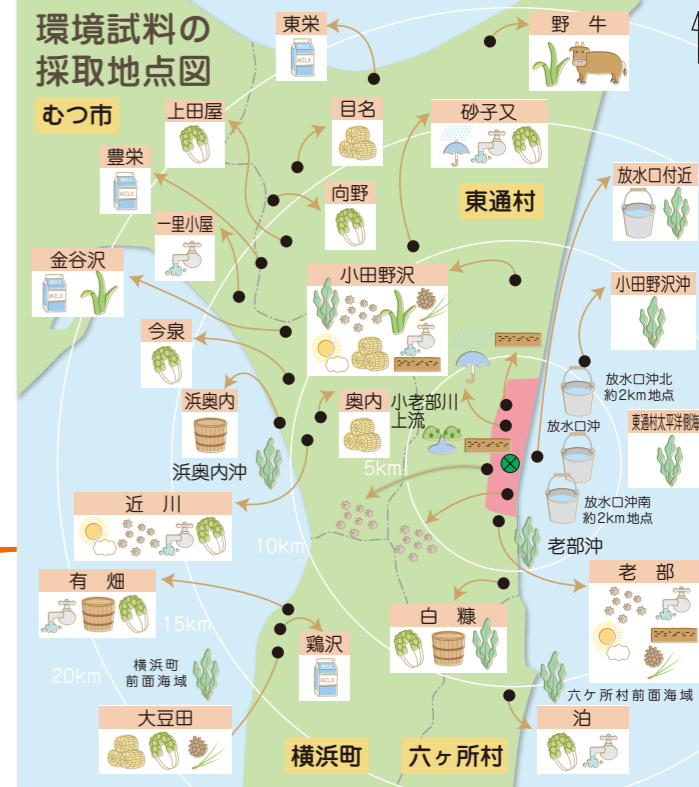 環境試料の
採取地点図
むつ市
東栄
MILK
野 牛
上田屋
目名
砂子又
豊栄
MILK
向野
東通村
放水口付近
一里小屋
金谷沢
MILK
小田野沢
小田野沢沖
今泉
放水口沖北
約2km地点
浜奥内
奥内
小老部川
上流
放水口沖
東通村太平洋側海
浜奥内沖
5km
放水口沖南
約2km地点
近 川
10km
老部沖
有 畑
15km
老 部
白 糠
鶏沢
MILK
横浜町
前面海域
20km
六ケ所村前面海域
大豆田
泊
横浜町
六ヶ所村